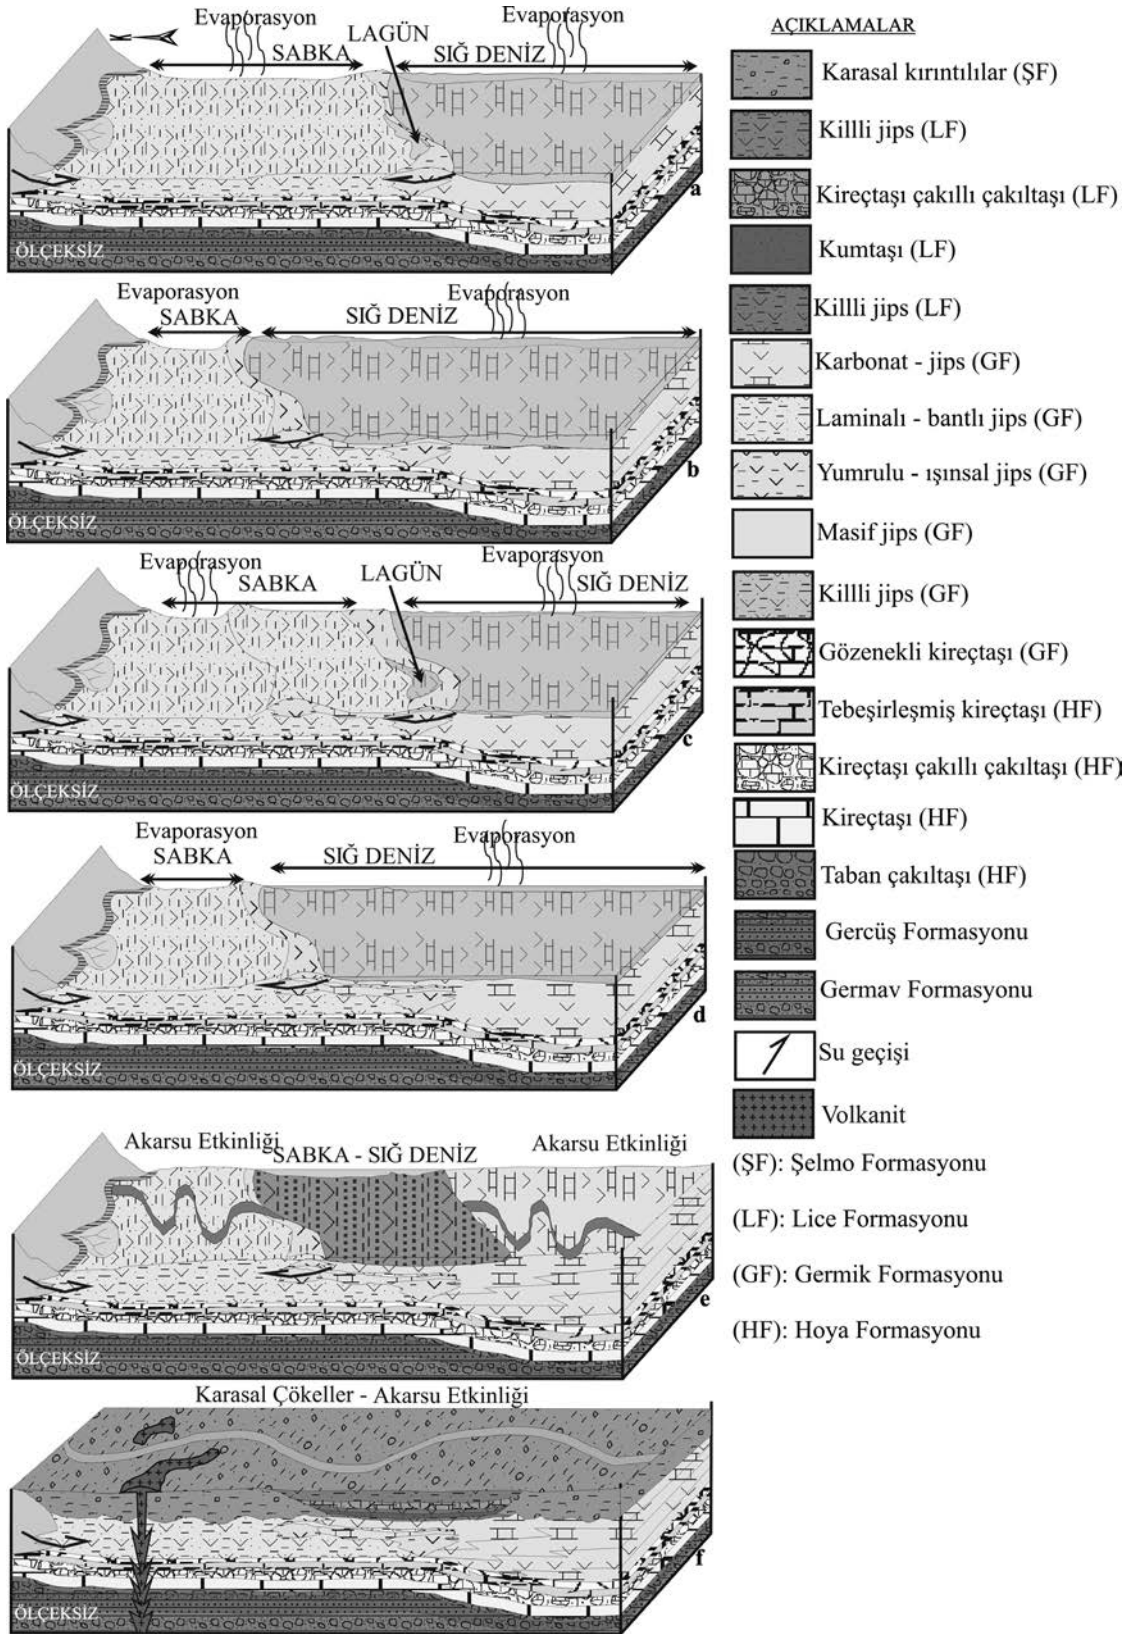 Evaporasyon
Evaporasyon
LAGÜN
SABKA
SIĞ DENİZ
a
ÖLÇEKSİZ
Evaporasyon
Evaporasyon
SABKA
SIĞ DENİZ
b
ÖLÇEKSİZ
Evaporasyon
Evaporasyon
SABKA
LAGÜN
SIĞ DENİZ
c
ÖLÇEKSİZ
Evaporasyon
Evaporasyon
SABKA
SIĞ DENİZ
d
ÖLÇEKSİZ
Akarsu Etkinliği
Akarsu Etkinliği
SABKA - SIĞ DENİZ
e
ÖLÇEKSİZ
Karasal Çökeller - Akarsu Etkinliği
f
ÖLÇEKSİZ
AÇIKLAMALAR
Karasal kırıntılılar (ŞF)
Killli jips (LF)
Kireçtaşı çakıllı çakıltaşı (LF)
Kumtaşı (LF)
Killli jips (LF)
Karbonat - jips (GF)
Laminalı - bantlı jips (GF)
Yumrulu - ışınsal jips (GF)
Masif jips (GF)
Killli jips (GF)
Gözenekli kireçtaşı (GF)
Tebeşirleşmiş kireçtaşı (HF)
Kireçtaşı çakıllı çakıltaşı (HF)
Kireçtaşı (HF)
Taban çakıltaşı (HF)
Gercüş Formasyonu
Germav Formasyonu
Su geçişi
Volkanit
(ŞF): Şelmo Formasyonu
(LF): Lice Formasyonu
(GF): Germik Formasyonu
(HF): Hoya Formasyonu